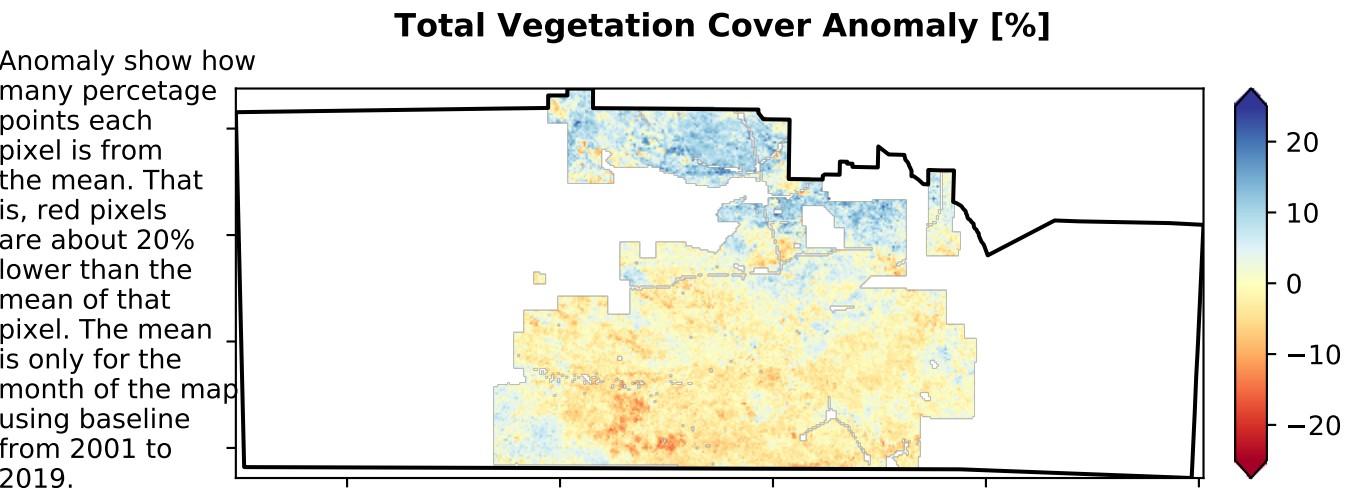 Total Vegetation Cover Anomaly [%]
Anomaly show how
many percetage
points each
pixel is from
the mean. That
is, red pixels
are about 20%
lower than the
mean of that
pixel. The mean
is only for the
month of the map
using baseline
from 2001 to
2019.
20
10
0
−10
−20